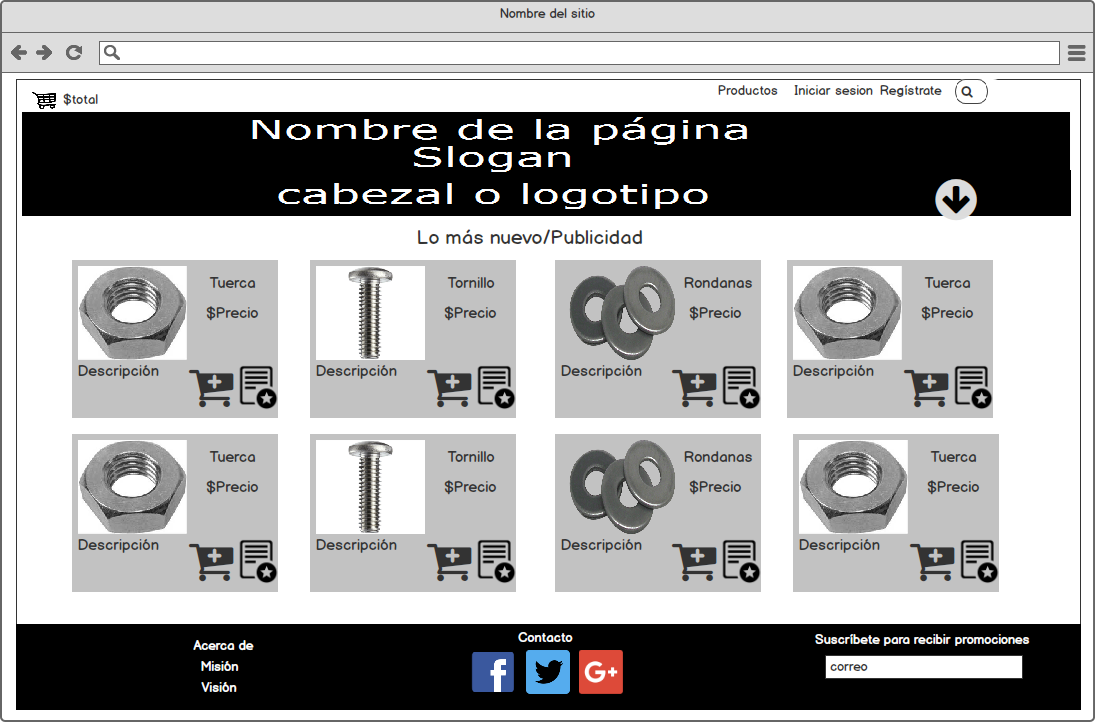 Nombre del sitio
$total
Productos Iniciar sesion Regístrate
Nombre de la página
Slogan
cabezal o logotipo
Lo más nuevo/Publicidad
Tuerca
$Precio
Descripción
Tornillo
$Precio
Descripción
Rondanas
$Precio
Descripción
Tuerca
$Precio
Descripción
Tuerca
$Precio
Descripción
Tornillo
$Precio
Descripción
Rondanas
$Precio
Descripción
Tuerca
$Precio
Descripción
Acerca de
Misión
Visión
Contacto
f
G+
Suscríbete para recibir promociones
correo